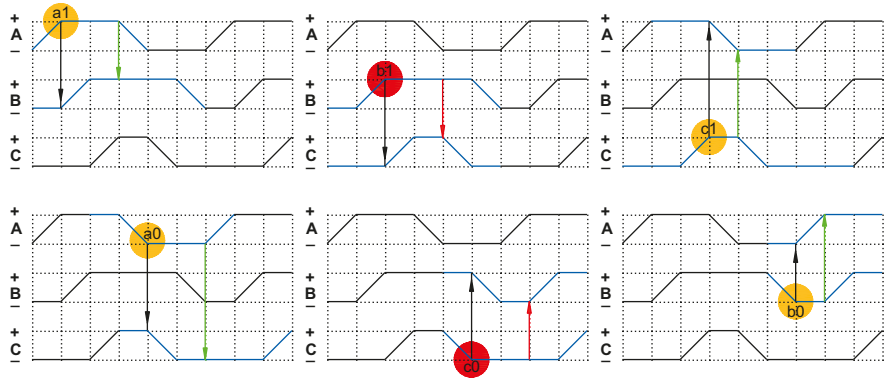 +
A
–
+
B
–
+
C
–
a1
+
A
–
+
B
–
+
C
–
b1
+
A
–
+
B
–
+
C
–
c1
+
A
–
+
B
–
+
C
–
a0
+
A
–
+
B
–
+
C
–
c0
+
A
–
+
B
–
+
C
–
b0